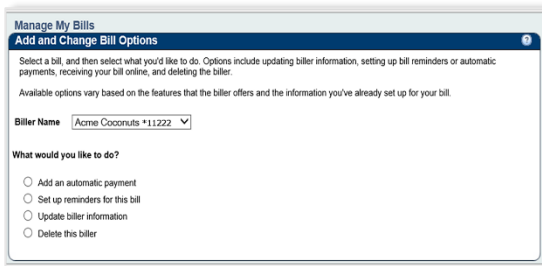 Manage My Bills
Add and Change Bill Options
?
Select a bill, and then select what you'd like to do. Options include updating biller information, setting up bill reminders or automatic
payments, receiving your bill online, and deleting the biller.
Available options vary based on the features that the biller offers and the information you've already set up for your bill.
Biller Name Acme Coconuts *11222
What would you like to do?
Add an automatic payment
Set up reminders for this bill
Update biller information
Delete this biller